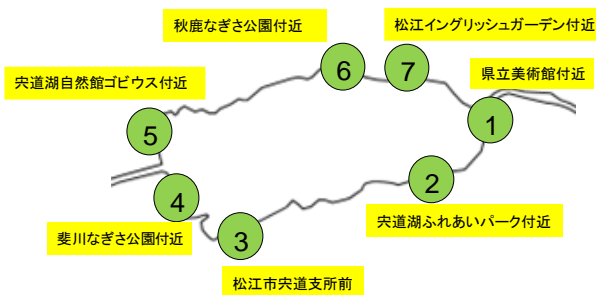 秋鹿なぎさ公園付近
松江イングリッシュガーデン付近
県立美術館付近
宍道湖自然館ゴビウス付近
6
7
1
5
2
4
3
宍道湖ふれあいパーク付近
斐川なぎさ公園付近
松江市宍道支所前